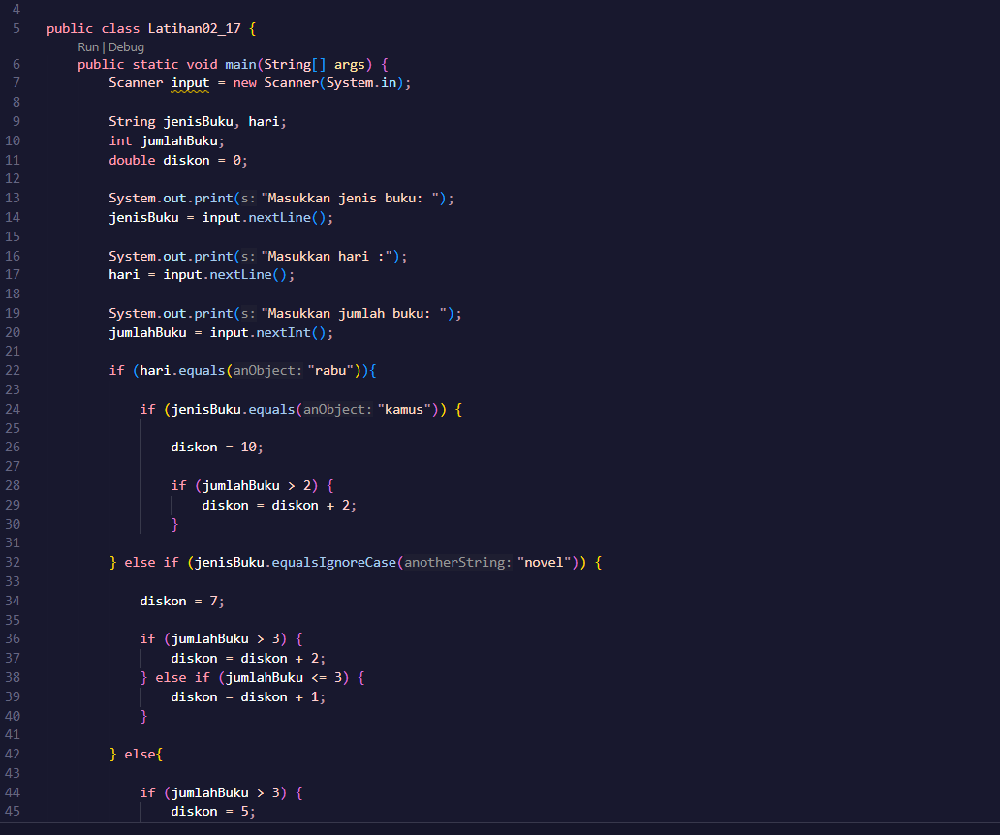 4
5 public class Latihan02_17 {
Run | Debug
6 public static void main(String[] args) {
7 Scanner input = new Scanner(System.in);
8
9 String jenisBuku, hari;
10 int jumlahBuku;
11 double diskon = 0;
12
13 System.out.print(s: "Masukkan jenis buku: ");
14 jenisBuku = input.nextLine();
15
16 System.out.print(s: "Masukkan hari :");
17 hari = input.nextLine();
18
19 System.out.print(s: "Masukkan jumlah buku: ");
20 jumlahBuku = input.nextInt();
21
22 if (hari.equals(anObject: "rabu")){
23
24 if (jenisBuku.equals(anObject: "kamus")) {
25
26 diskon = 10;
27
28 if (jumlahBuku > 2) {
29 diskon = diskon + 2;
30 }
31
32 } else if (jenisBuku.equalsIgnoreCase(anotherString: "novel")) {
33
34 diskon = 7;
35
36 if (jumlahBuku > 3) {
37 diskon = diskon + 2;
38 } else if (jumlahBuku <= 3) {
39 diskon = diskon + 1;
40 }
41
42 } else{
43
44 if (jumlahBuku > 3) {
45 diskon = 5;